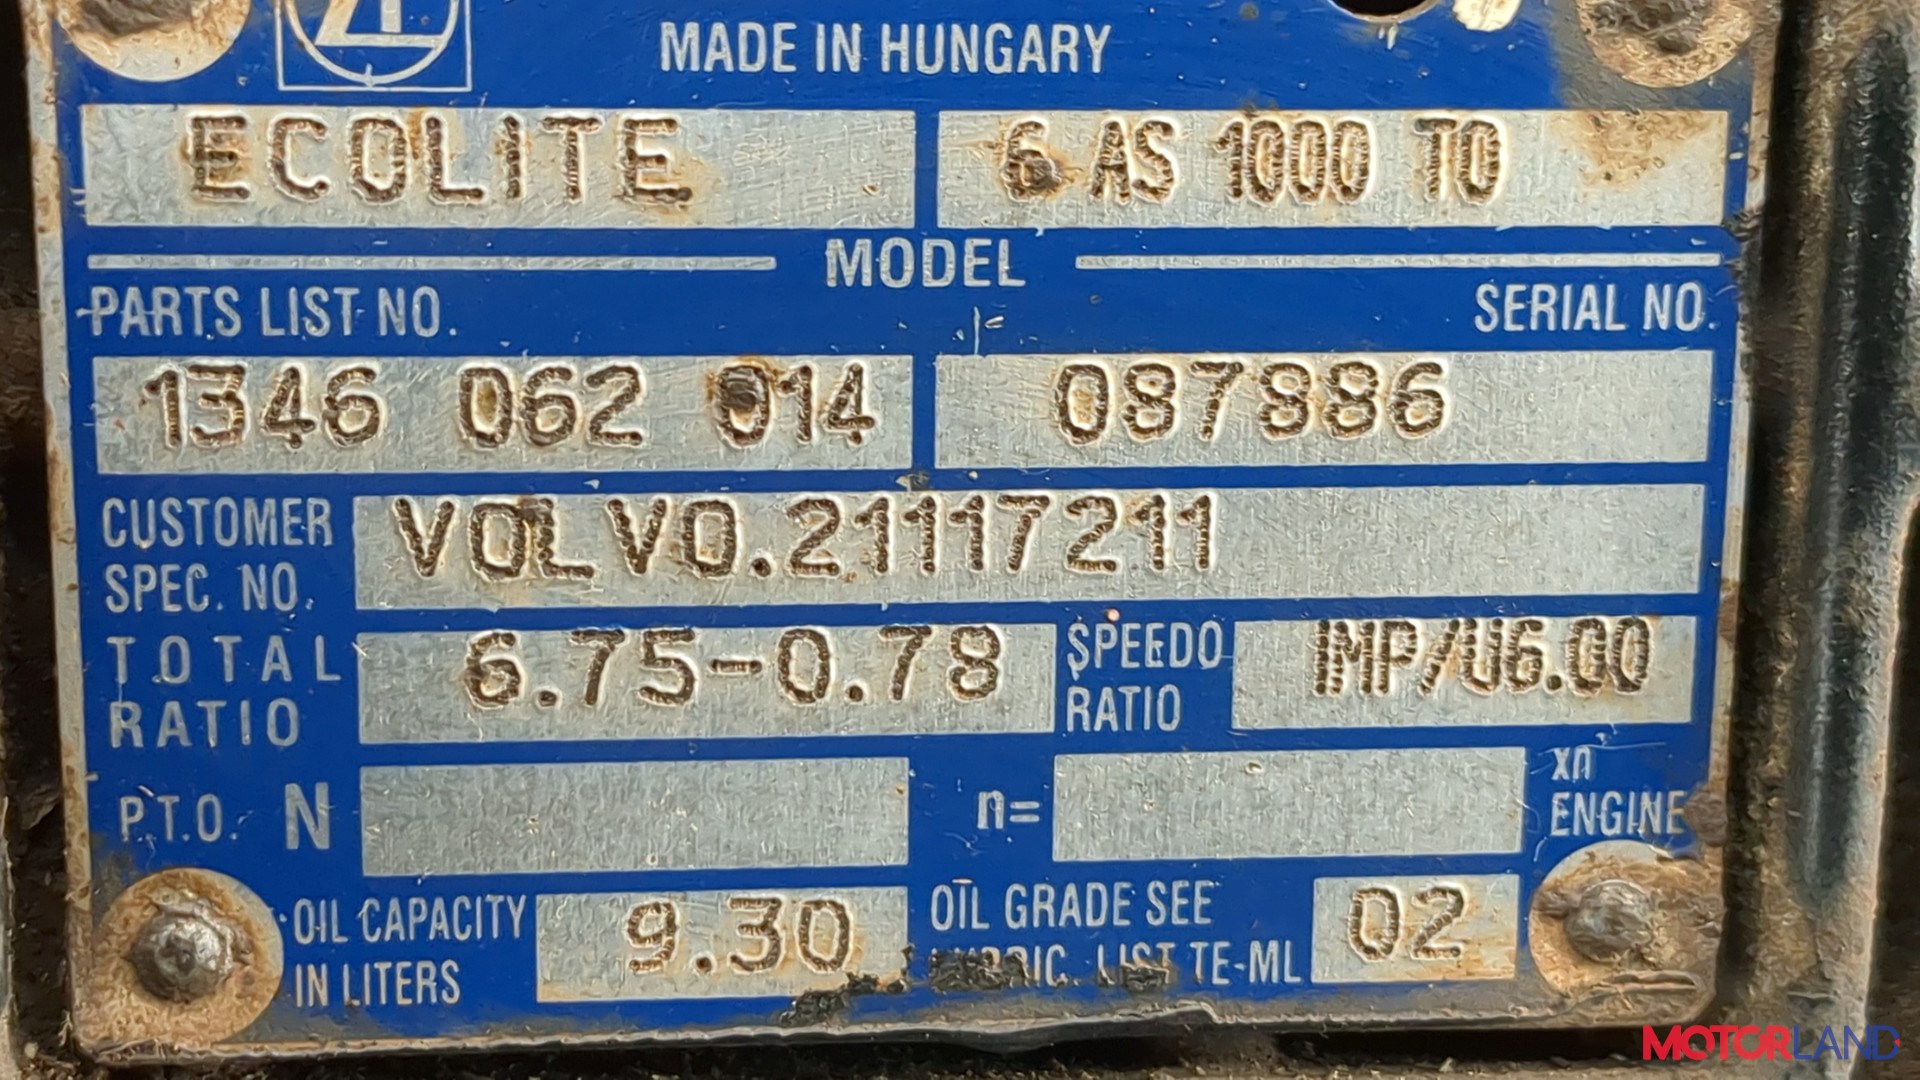 ZF
MADE IN HUNGARY
ECOLITE 6 AS 1000 TO
MODEL
PARTS LIST NO. SERIAL NO.
1346 062 014 087886
CUSTOMER SPEC. NO. VOLVO.21117211
TOTAL RATIO 6.75-0.78 SPEEDO RATIO IMP/U6.00
P.T.O. N n= xn ENGINE
OIL CAPACITY IN LITERS 9.30 OIL GRADE SEE LUBRIC. LIST TE-ML 02
MOTORLAND